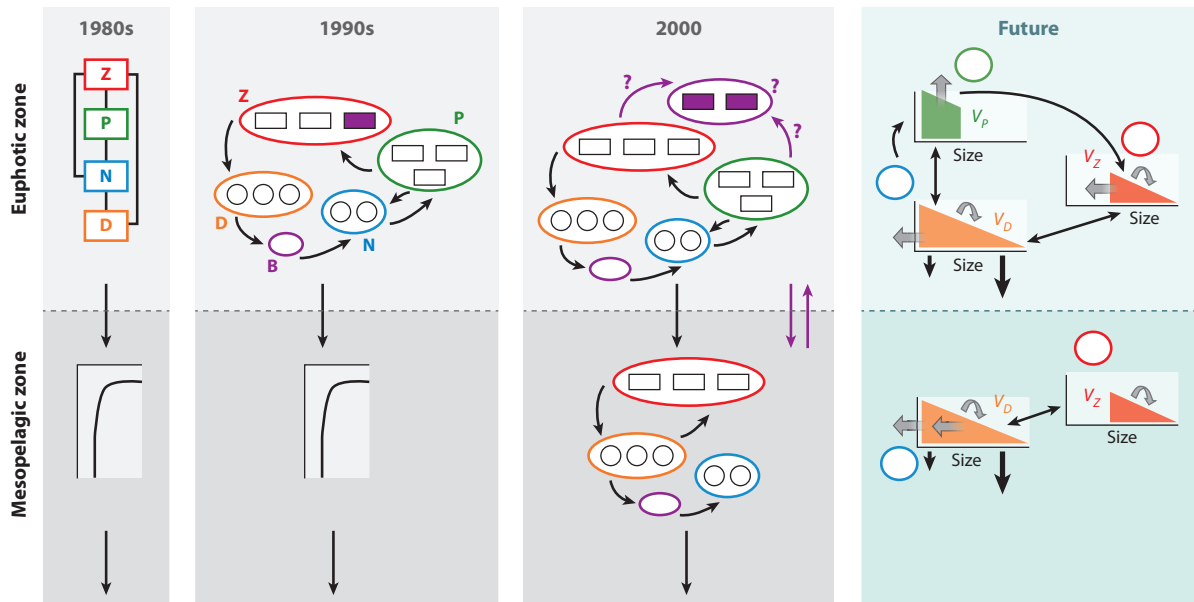 1980s
1990s
2000
Future
Euphotic zone
Z
P
N
D
Z
P
D
N
B
?
?
?
V_P
Size
V_Z
Size
V_D
Size
Mesopelagic zone
V_D
Size
V_Z
Size